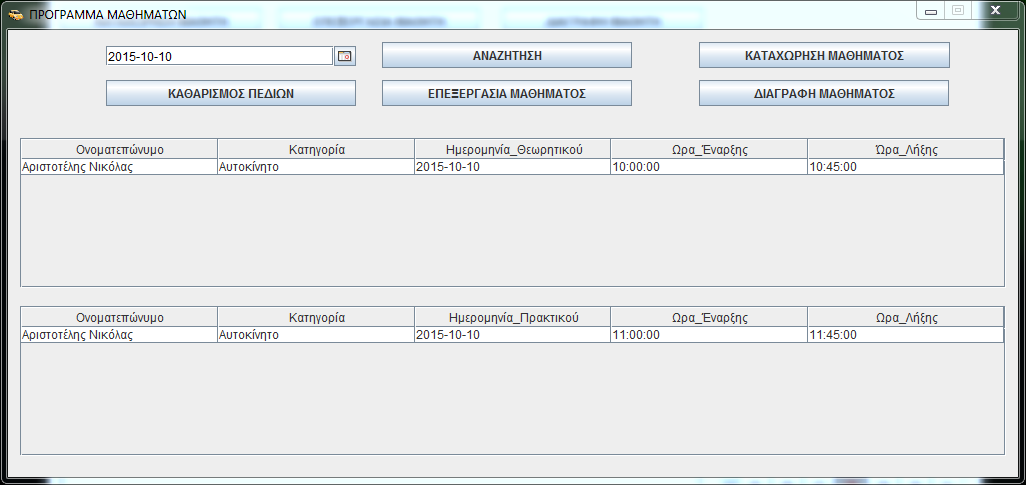 ΠΡΟΓΡΑΜΜΑ ΜΑΘΗΜΑΤΩΝ
2015-10-10 ΑΝΑΖΗΤΗΣΗ ΚΑΤΑΧΩΡΗΣΗ ΜΑΘΗΜΑΤΟΣ
ΚΑΘΑΡΙΣΜΟΣ ΠΕΔΙΩΝ ΕΠΕΞΕΡΓΑΣΙΑ ΜΑΘΗΜΑΤΟΣ ΔΙΑΓΡΑΦΗ ΜΑΘΗΜΑΤΟΣ
Ονοματεπώνυμο Κατηγορία Ημερομηνία_Θεωρητικού Ωρα_Έναρξης Ώρα_Λήξης
Αριστοτέλης Νικόλας Αυτοκίνητο 2015-10-10 10:00:00 10:45:00
Ονοματεπώνυμο Κατηγορία Ημερομηνία_Πρακτικού Ωρα_Έναρξης Ωρα_Λήξης
Αριστοτέλης Νικόλας Αυτοκίνητο 2015-10-10 11:00:00 11:45:00